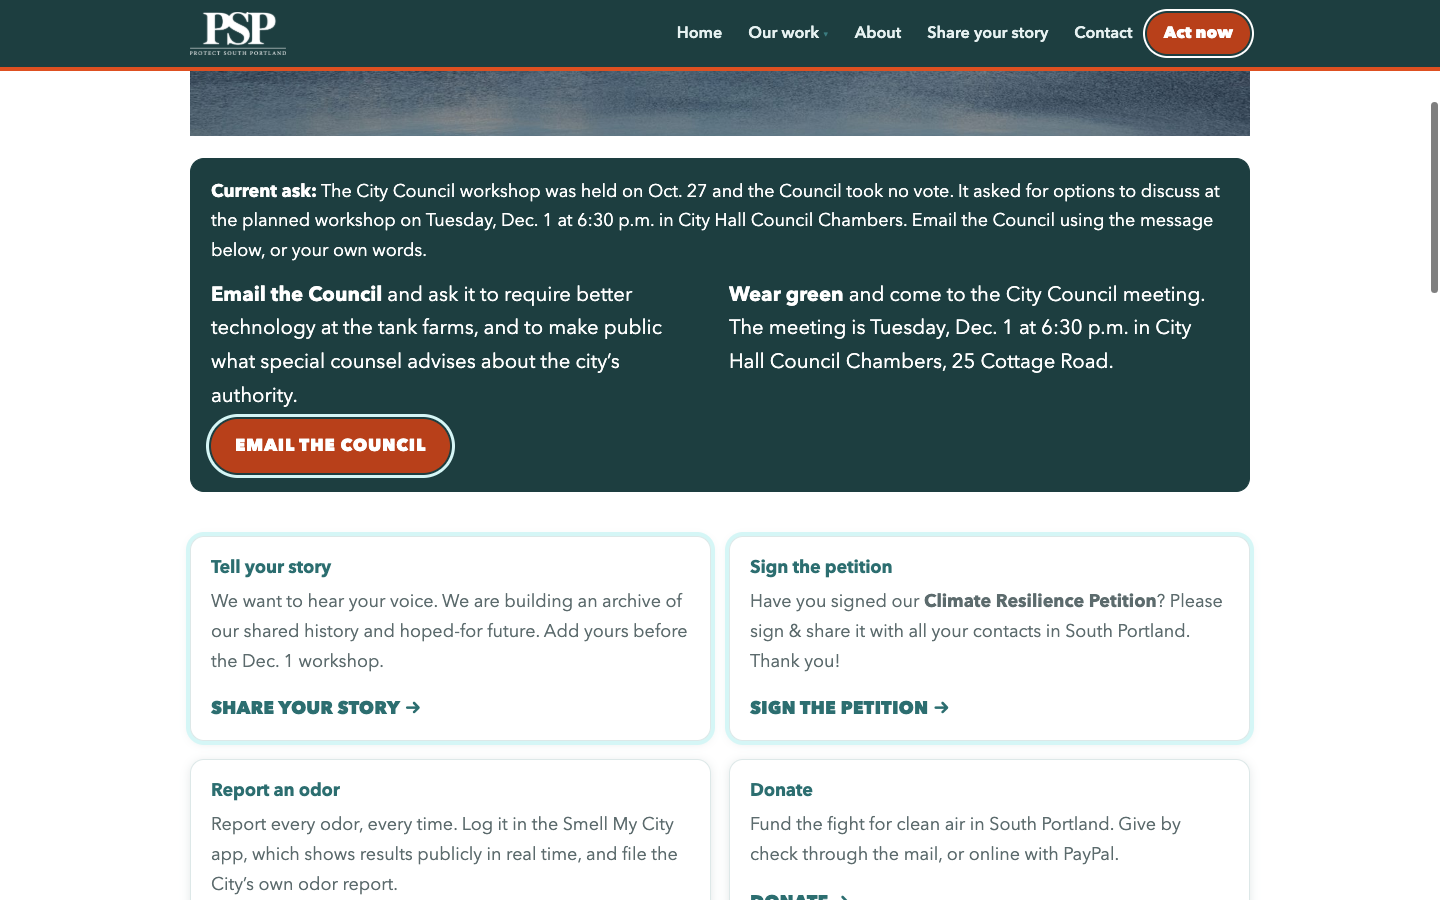 PSP
PROTECT SOUTH PORTLAND
Home
Our work
About
Share your story
Contact
Act now
Current ask: The City Council workshop was held on Oct. 27 and the Council took no vote. It asked for options to discuss at
the planned workshop on Tuesday, Dec. 1 at 6:30 p.m. in City Hall Council Chambers. Email the Council using the message
below, or your own words.
Email the Council and ask it to require better
technology at the tank farms, and to make public
what special counsel advises about the city’s
authority.
EMAIL THE COUNCIL
Wear green and come to the City Council meeting.
The meeting is Tuesday, Dec. 1 at 6:30 p.m. in City
Hall Council Chambers, 25 Cottage Road.
Tell your story
We want to hear your voice. We are building an archive of
our shared history and hoped-for future. Add yours before
the Dec. 1 workshop.
SHARE YOUR STORY →
Sign the petition
Have you signed our Climate Resilience Petition? Please
sign & share it with all your contacts in South Portland.
Thank you!
SIGN THE PETITION →
Report an odor
Report every odor, every time. Log it in the Smell My City
app, which shows results publicly in real time, and file the
City’s own odor report.
Donate
Fund the fight for clean air in South Portland. Give by
check through the mail, or online with PayPal.
DONATE →